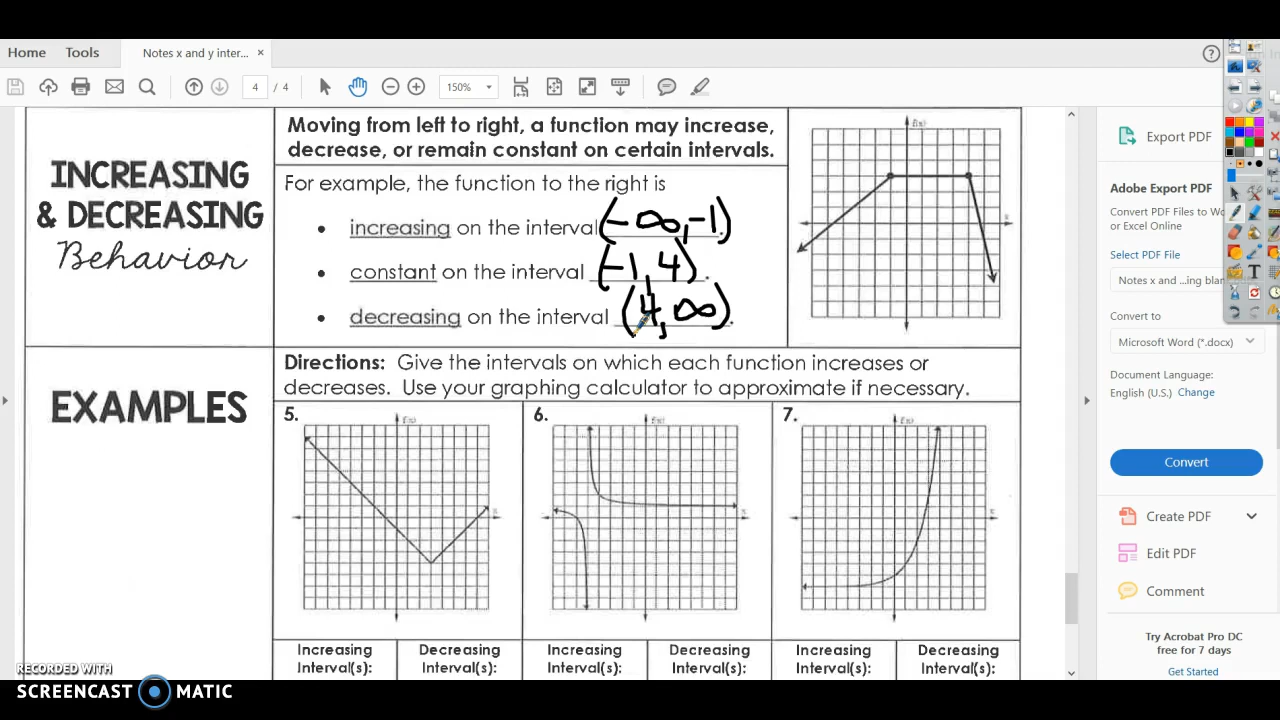 Home Tools Notes x and y inter... ×
4 / 4 150%
INCREASING
& DECREASING
Behavior
Moving from left to right, a function may increase,
decrease, or remain constant on certain intervals.
For example, the function to the right is
• increasing on the interval (-∞,-1).
• constant on the interval (-1,4).
• decreasing on the interval (4,∞).
f(x)
x
EXAMPLES
Directions: Give the intervals on which each function increases or
decreases. Use your graphing calculator to approximate if necessary.
5. f(x) x
6. f(x) x
7. f(x) x
Increasing Interval(s):
Decreasing Interval(s):
Increasing Interval(s):
Decreasing Interval(s):
Increasing Interval(s):
Decreasing Interval(s):
Export PDF
Adobe Export PDF
Convert PDF Files to Wo
or Excel Online
Select PDF File
Notes x and ...ing blan
Convert to
Microsoft Word (*.docx)
Document Language:
English (U.S.) Change
Convert
Create PDF
Edit PDF
Comment
Try Acrobat Pro DC
free for 7 days
Get Started
RECORDED WITH
SCREENCAST MATIC